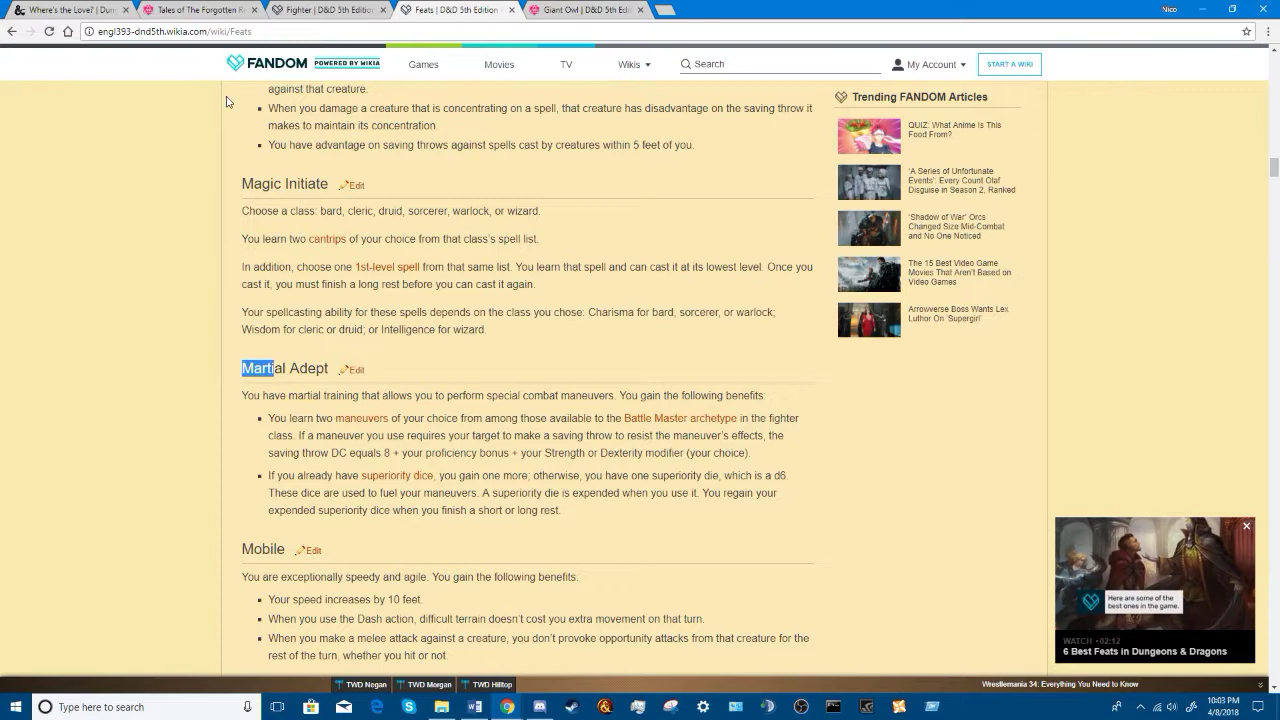 Where's the Love? | Dun
Tales of The Forgotten R
Fighter | D&D 5th Edition
Feats | D&D 5th Edition
Giant Owl | D&D 5th Edi
Nico
engl393-dnd5th.wikia.com/wiki/Feats
FANDOM POWERED BY WIKIA
Games
Movies
TV
Wikis
Search
My Account
START A WIKI
against that creature.
When you damage a creature that is concentrating on a spell, that creature has disadvantage on the saving throw it
makes to maintain its concentration.
You have advantage on saving throws against spells cast by creatures within 5 feet of you.
Magic Initiate Edit
Choose a class: bard, cleric, druid, sorcerer, warlock, or wizard.
You learn two cantrips of your choice from that class's spell list.
In addition, choose one 1st-level spell from that same list. You learn that spell and can cast it at its lowest level. Once you
cast it, you must finish a long rest before you can cast it again.
Your spellcasting ability for these spells depends on the class you chose: Charisma for bard, sorcerer, or warlock;
Wisdom for cleric or druid; or Intelligence for wizard.
Martial Adept Edit
You have martial training that allows you to perform special combat maneuvers. You gain the following benefits:
You learn two maneuvers of your choice from among those available to the Battle Master archetype in the fighter
class. If a maneuver you use requires your target to make a saving throw to resist the maneuver's effects, the
saving throw DC equals 8 + your proficiency bonus + your Strength or Dexterity modifier (your choice).
If you already have superiority dice, you gain one more; otherwise, you have one superiority die, which is a d6.
These dice are used to fuel your maneuvers. A superiority die is expended when you use it. You regain your
expended superiority dice when you finish a short or long rest.
Mobile Edit
You are exceptionally speedy and agile. You gain the following benefits:
Your speed increases by 10 feet.
When you use the Dash action, difficult terrain doesn't cost you extra movement on that turn.
When you make a melee attack against a creature, you don't provoke opportunity attacks from that creature for the
rest of the turn, whether you hit or not.
Trending FANDOM Articles
QUIZ: What Anime Is This
Food From?
'A Series of Unfortunate
Events': Every Count Olaf
Disguise in Season 2, Ranked
'Shadow of War' Orcs
Changed Size Mid-Combat
and No One Noticed
The 15 Best Video Game
Movies That Aren't Based on
Video Games
Arrowverse Boss Wants Lex
Luthor On 'Supergirl'
Here are some of the
best ones in the game.
WATCH • 02:12
6 Best Feats in Dungeons & Dragons
TWD Negan
TWD Morgan
TWD Hilltop
Wrestlemania 34: Everything You Need to Know
Type here to search
10:03 PM
4/8/2018